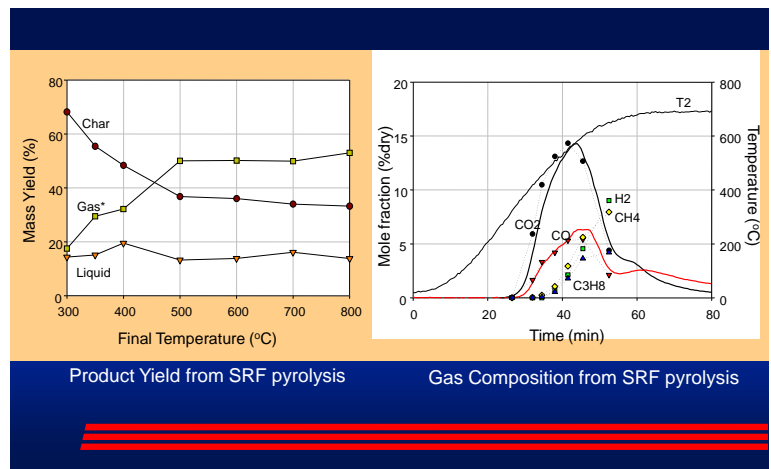 80
60
40
20
0
Mass Yield (%)
Char
Gas*
Liquid
300 400 500 600 700 800
Final Temperature (ºC)
20
15
10
5
0
Mole fraction (%dry)
T2
CO2
CO
H2
CH4
C3H8
800
600
400
200
0
Temperature (ºC)
0 20 40 60 80
Time (min)
Product Yield from SRF pyrolysis
Gas Composition from SRF pyrolysis